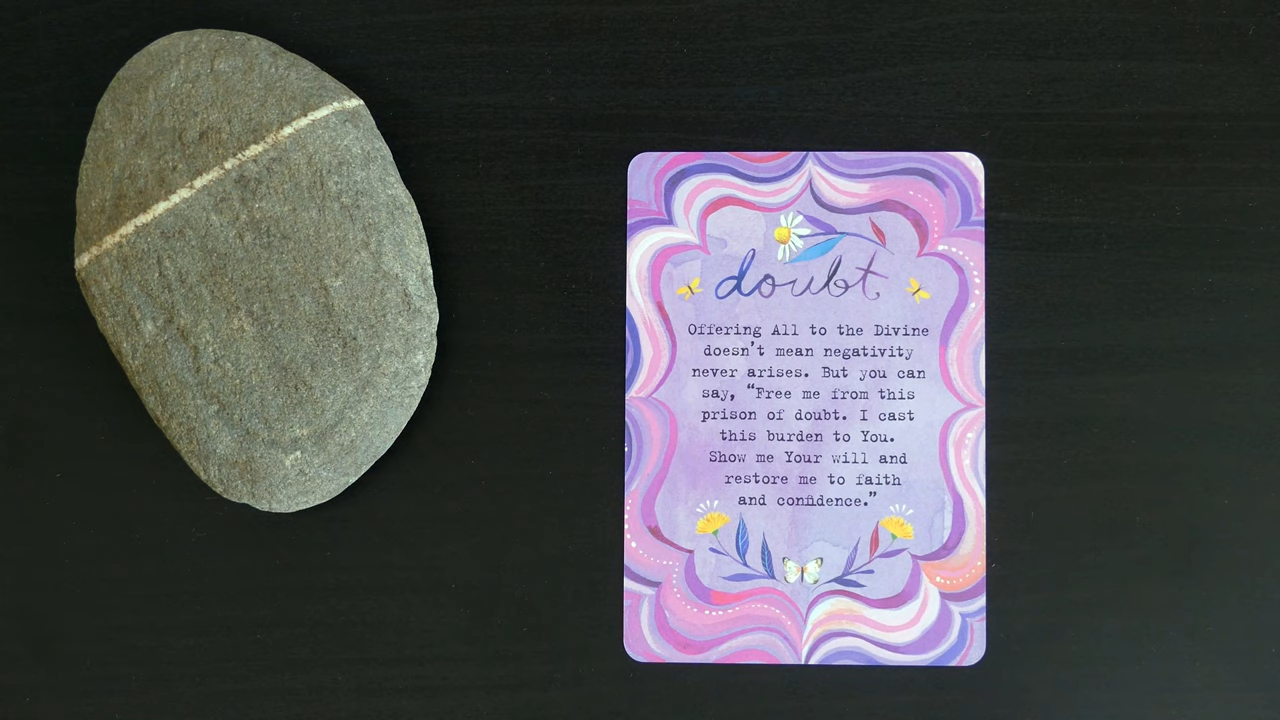 doubt
Offering All to the Divine
doesn't mean negativity
never arises. But you can
say, “Free me from this
prison of doubt. I cast
this burden to You.
Show me Your will and
restore me to faith
and confidence.”